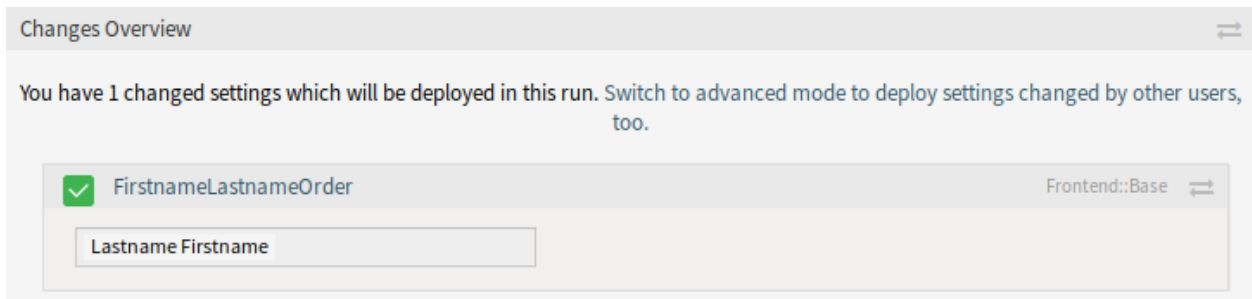 Changes Overview
You have 1 changed settings which will be deployed in this run. Switch to advanced mode to deploy settings changed by other users,
too.
FirstnameLastnameOrder Frontend::Base
Lastname Firstname